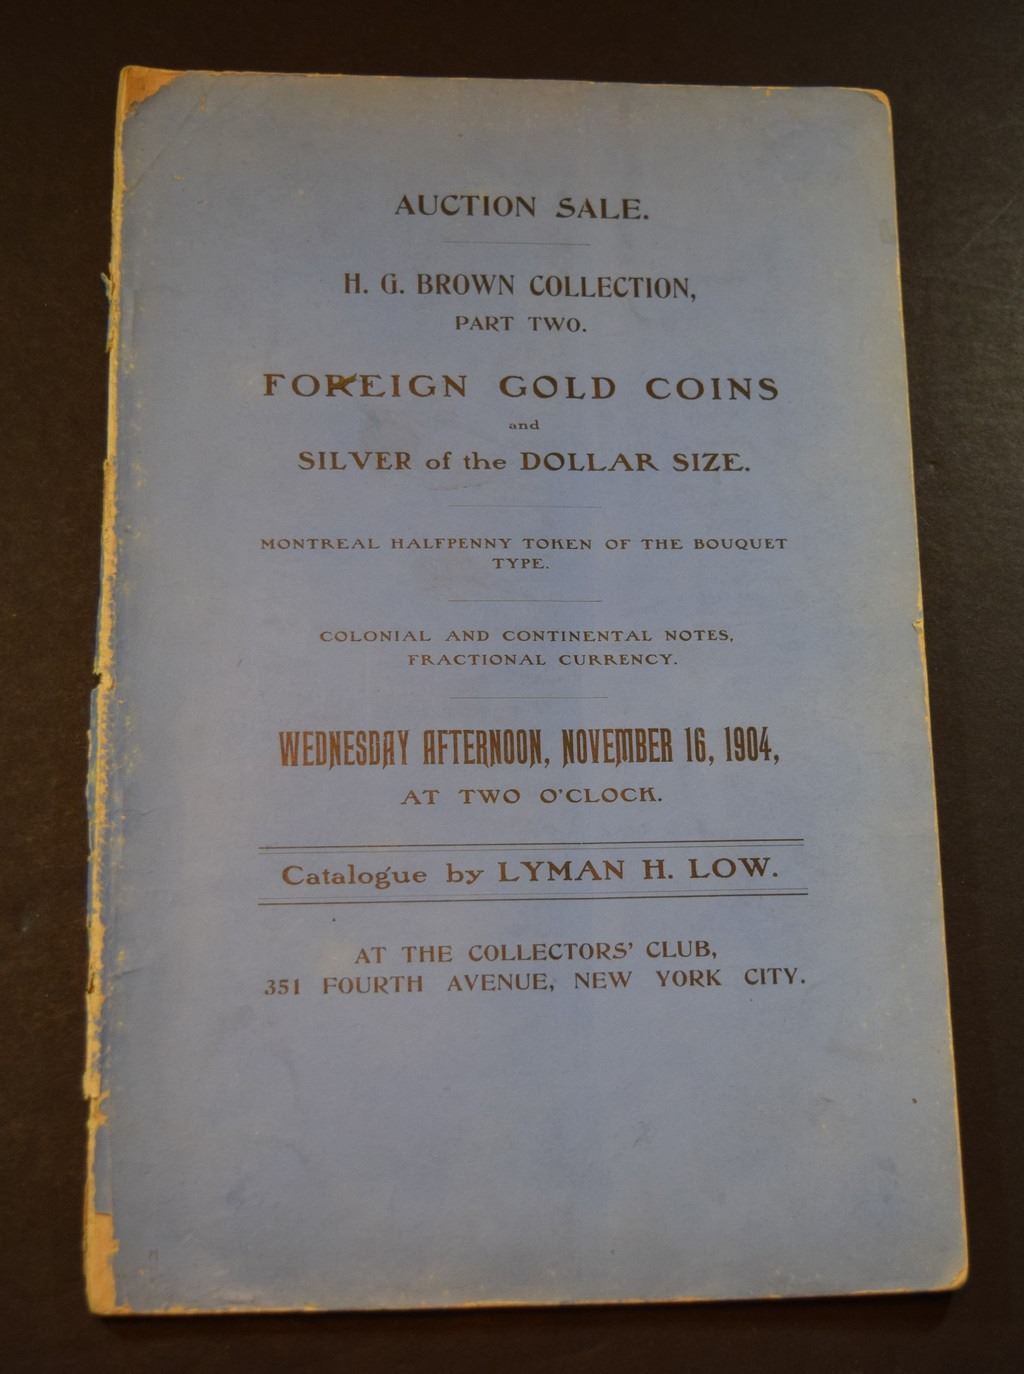 AUCTION SALE.
H. G. BROWN COLLECTION,
PART TWO.
FOREIGN GOLD COINS
and
SILVER of the DOLLAR SIZE.
MONTREAL HALFPENNY TOKEN OF THE BOUQUET
TYPE.
COLONIAL AND CONTINENTAL NOTES,
FRACTIONAL CURRENCY.
WEDNESDAY AFTERNOON, NOVEMBER 16, 1904,
AT TWO O'CLOCK.
Catalogue by LYMAN H. LOW.
AT THE COLLECTORS' CLUB,
351 FOURTH AVENUE, NEW YORK CITY.